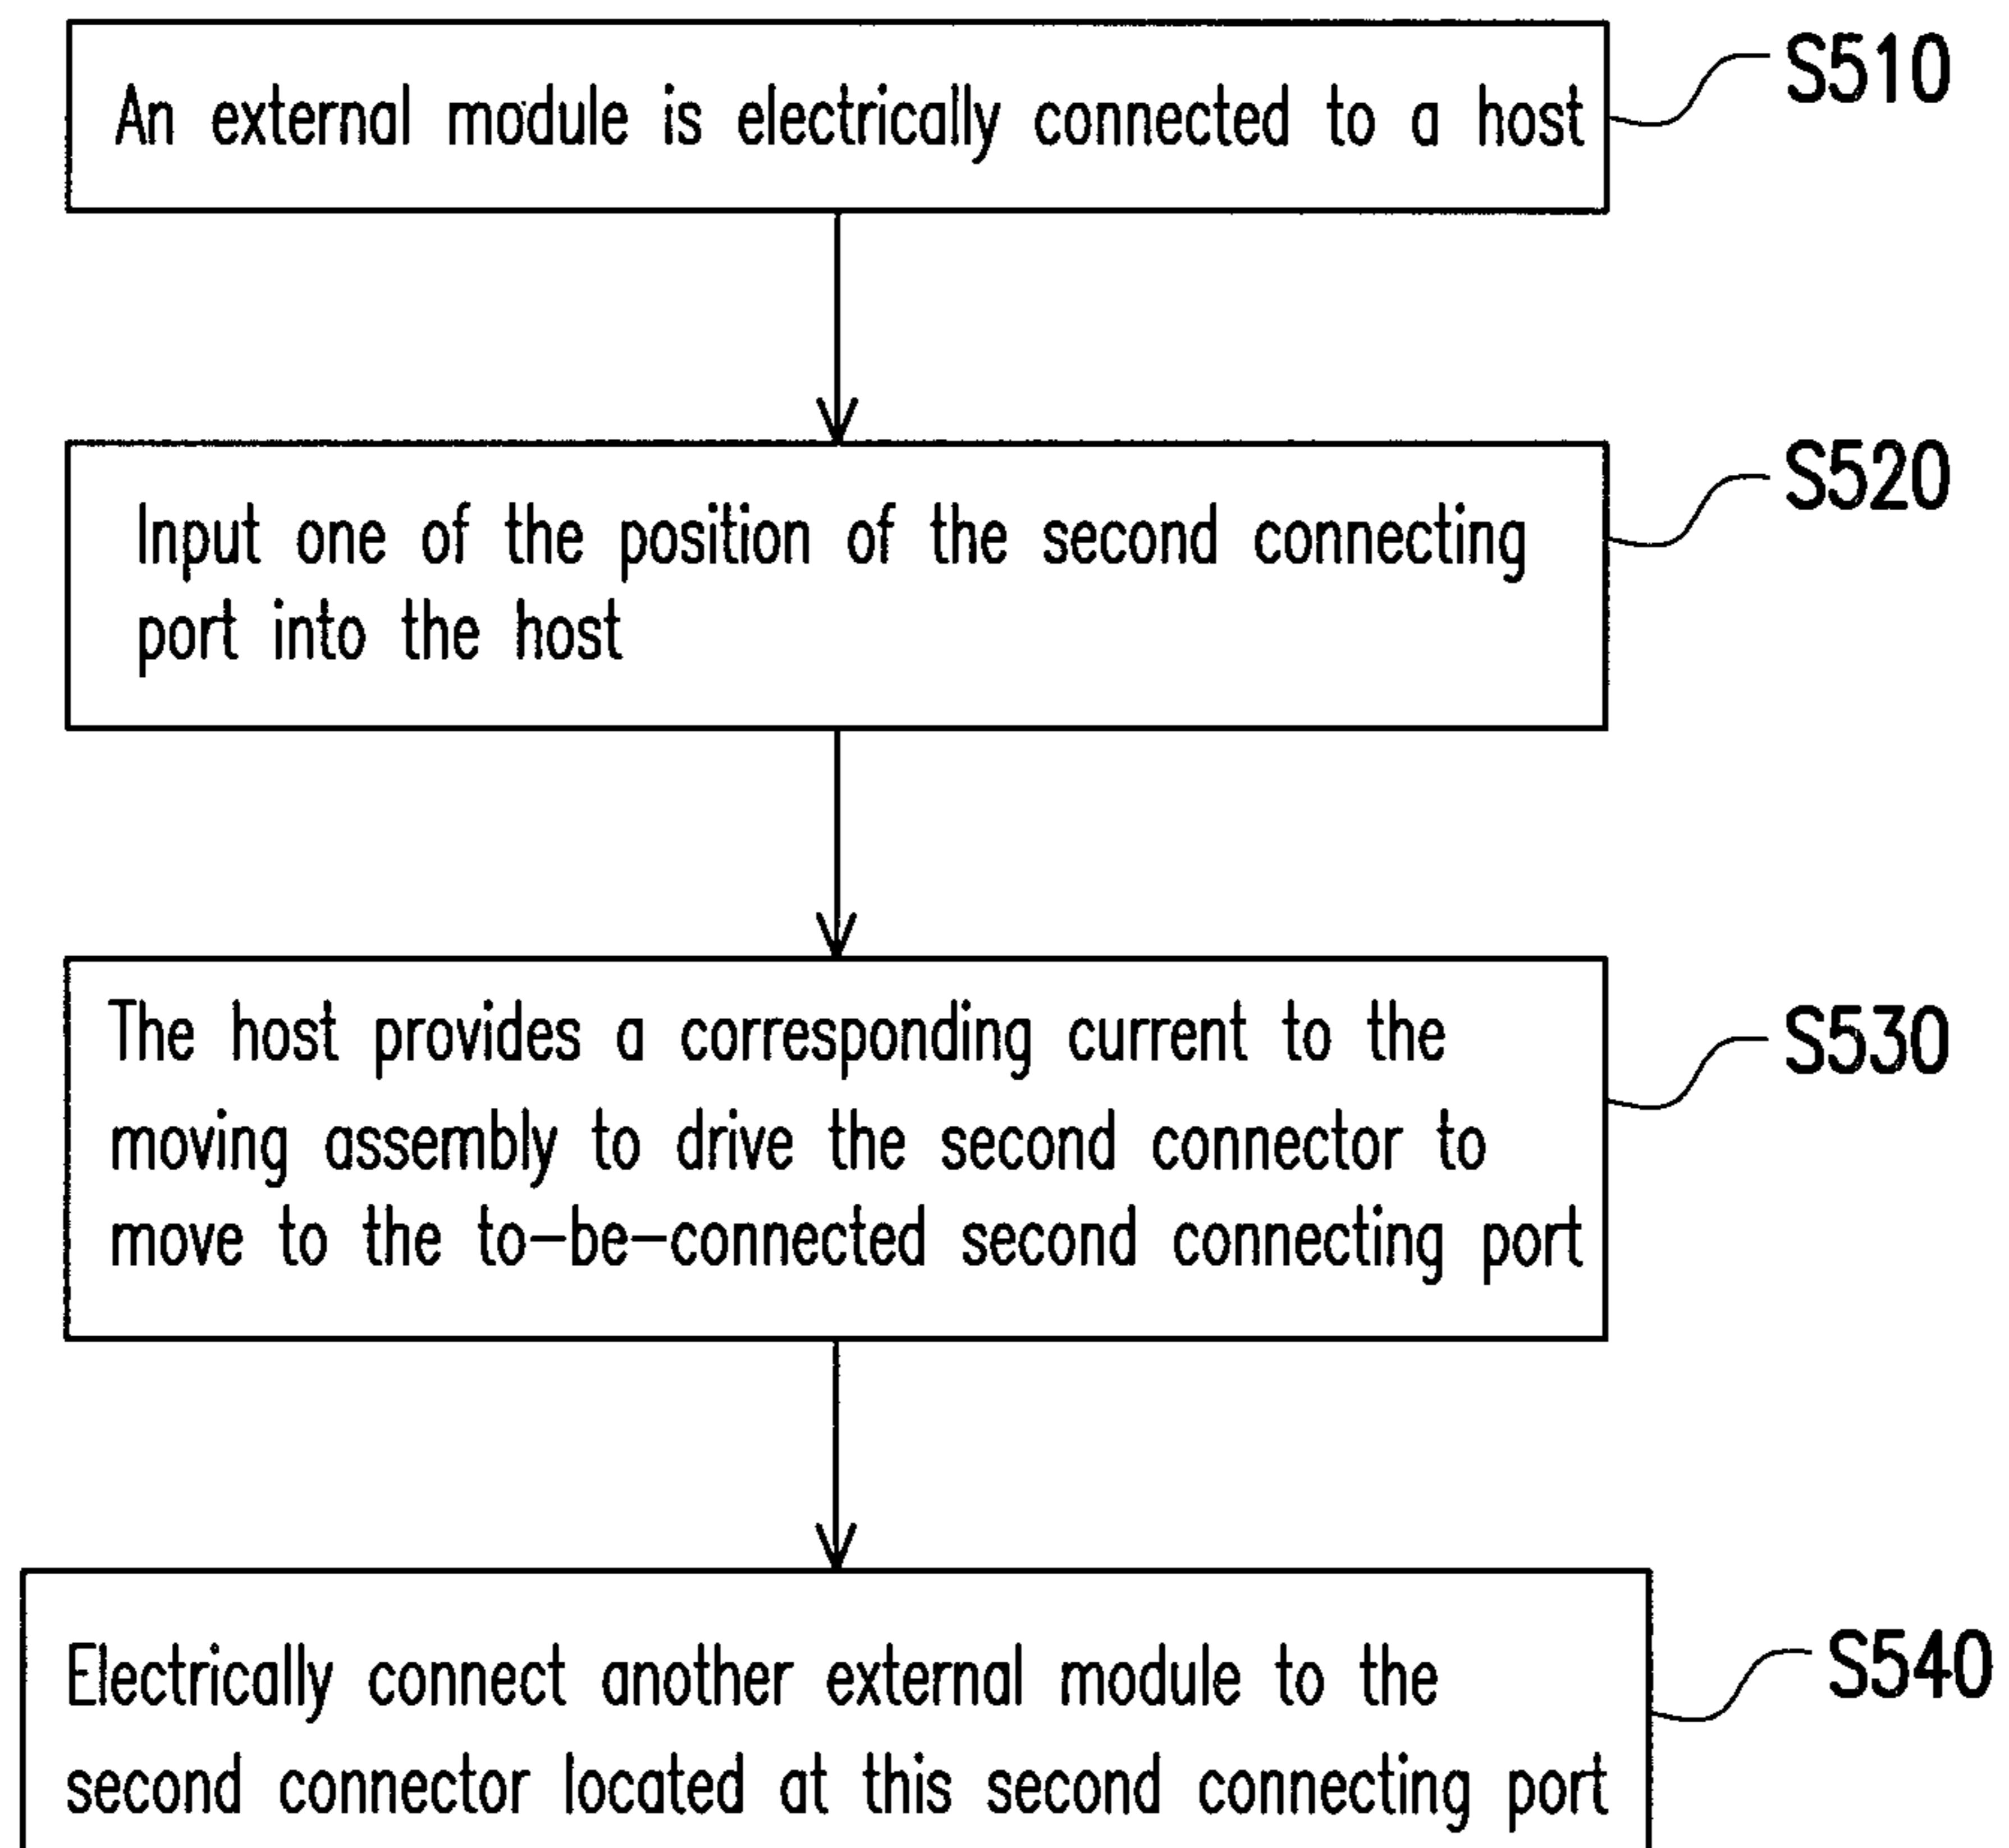 An external module is electrically connected to a host
S510
Input one of the position of the second connecting
port into the host
S520
The host provides a corresponding current to the
moving assembly to drive the second connector to
move to the to-be-connected second connecting port
S530
Electrically connect another external module to the
second connector located at this second connecting port
S540